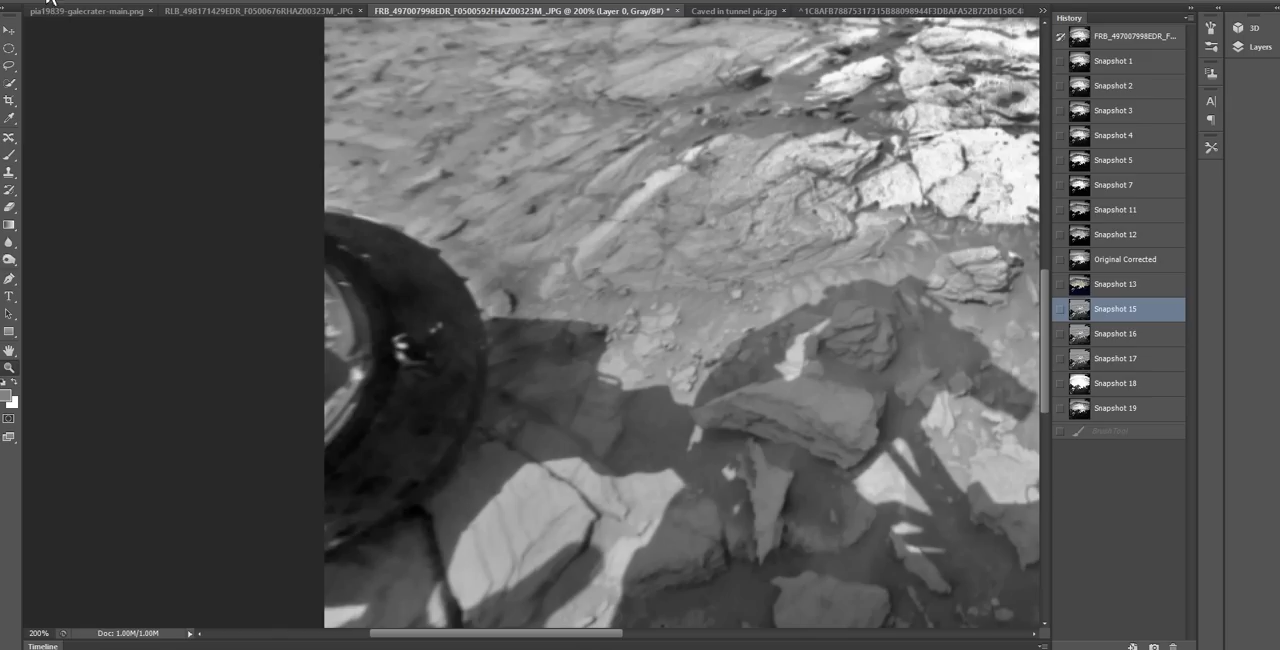 pia19839-galecrater-main.png ×
RLB_498171429EDR_F0500676RHAZ00323M_.JPG ×
FRB_497007998EDR_F0500592FHAZ00323M_.JPG @ 200% (Layer 0, Gray/8#) * ×
Caved in tunnel pic.jpg ×
History
FRB_497007998EDR_F...
3D
Snapshot 1
Layers
Snapshot 2
Snapshot 3
Snapshot 4
Snapshot 5
Snapshot 7
Snapshot 11
Snapshot 12
Original Corrected
Snapshot 13
Snapshot 15
Snapshot 16
Snapshot 17
Snapshot 18
Snapshot 19
Brush Tool
200%
Doc: 1.00M/1.00M
Timeline